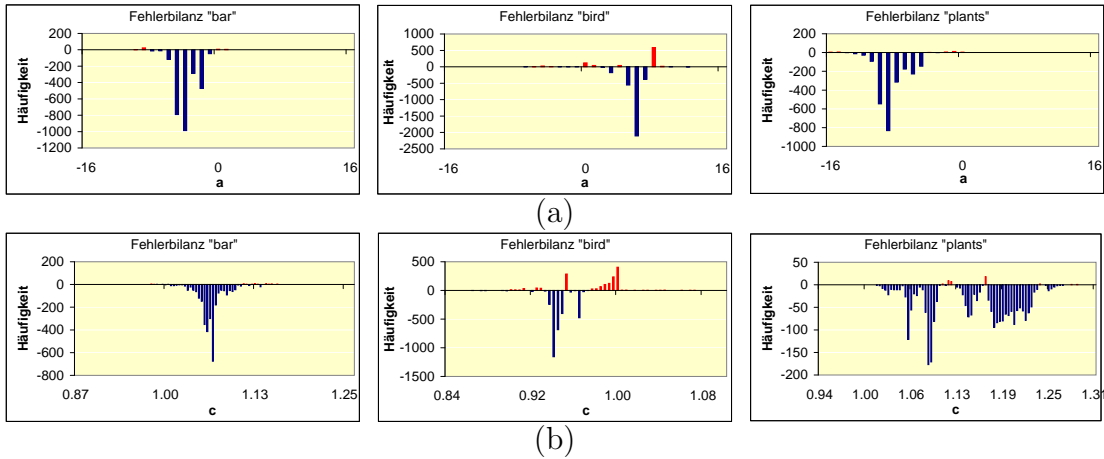 Fehlerbilanz "bar"
Häufigkeit
200
0
-200
-400
-600
-800
-1000
-1200
-16 0 16
a
Fehlerbilanz "bird"
Häufigkeit
1000
500
0
-500
-1000
-1500
-2000
-2500
-16 0 16
a
Fehlerbilanz "plants"
Häufigkeit
200
0
-200
-400
-600
-800
-1000
-16 0 16
a
(a)
Fehlerbilanz "bar"
Häufigkeit
200
0
-200
-400
-600
-800
0.87 1.00 1.13 1.25
c
Fehlerbilanz "bird"
Häufigkeit
500
0
-500
-1000
-1500
0.84 0.92 1.00 1.08
c
Fehlerbilanz "plants"
Häufigkeit
50
0
-50
-100
-150
-200
0.94 1.00 1.06 1.13 1.19 1.25 1.31
c
(b)